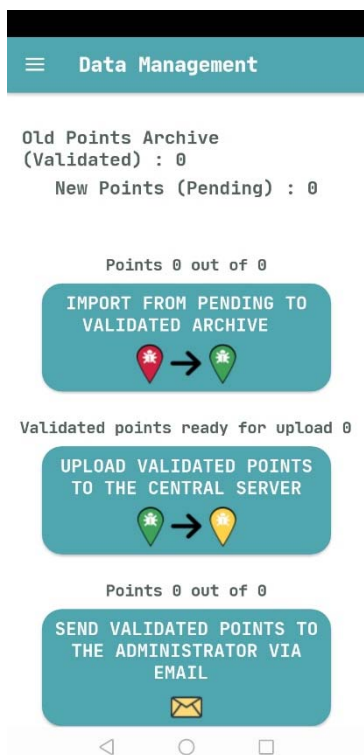 Data Management
Old Points Archive
(Validated) : 0
New Points (Pending) : 0
Points 0 out of 0
IMPORT FROM PENDING TO
VALIDATED ARCHIVE
Validated points ready for upload 0
UPLOAD VALIDATED POINTS
TO THE CENTRAL SERVER
Points 0 out of 0
SEND VALIDATED POINTS TO
THE ADMINISTRATOR VIA
EMAIL